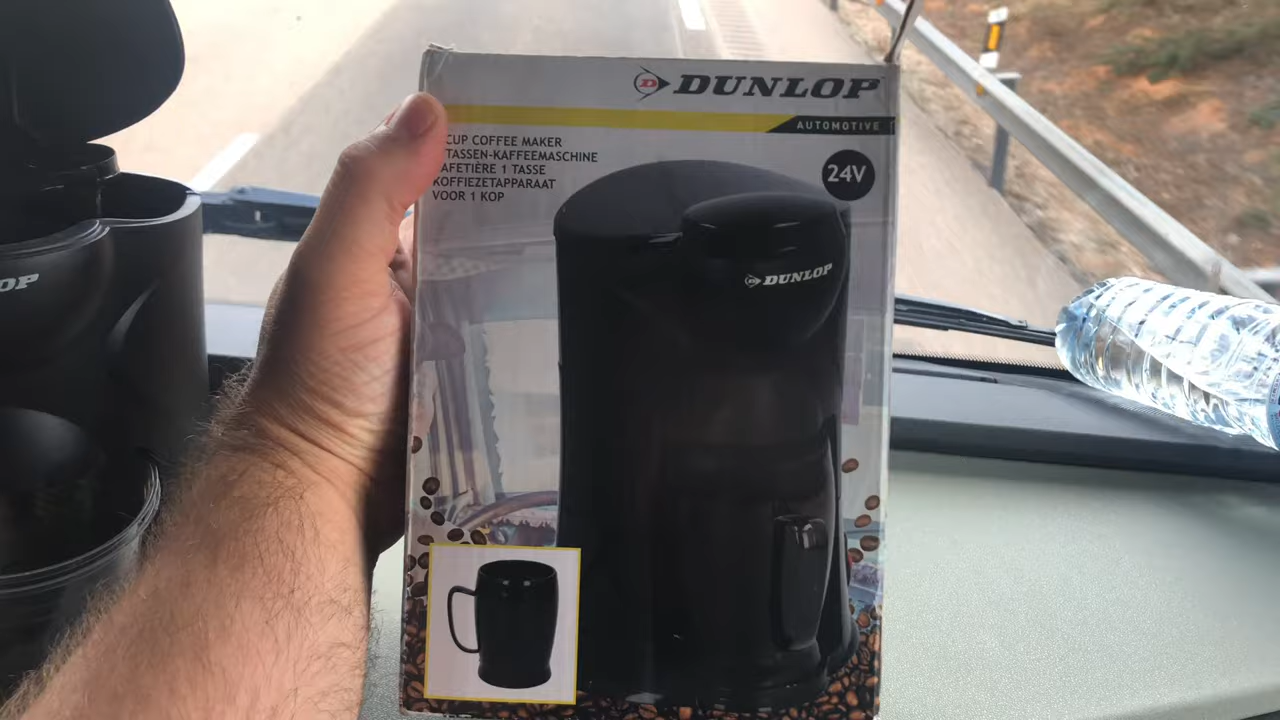 DUNLOP
AUTOMOTIVE
CUP COFFEE MAKER
TASSEN-KAFFEEMASCHINE
AFETIÈRE 1 TASSE
KOFFIEZETAPPARAAT
VOOR 1 KOP
24V
DUNLOP
OP